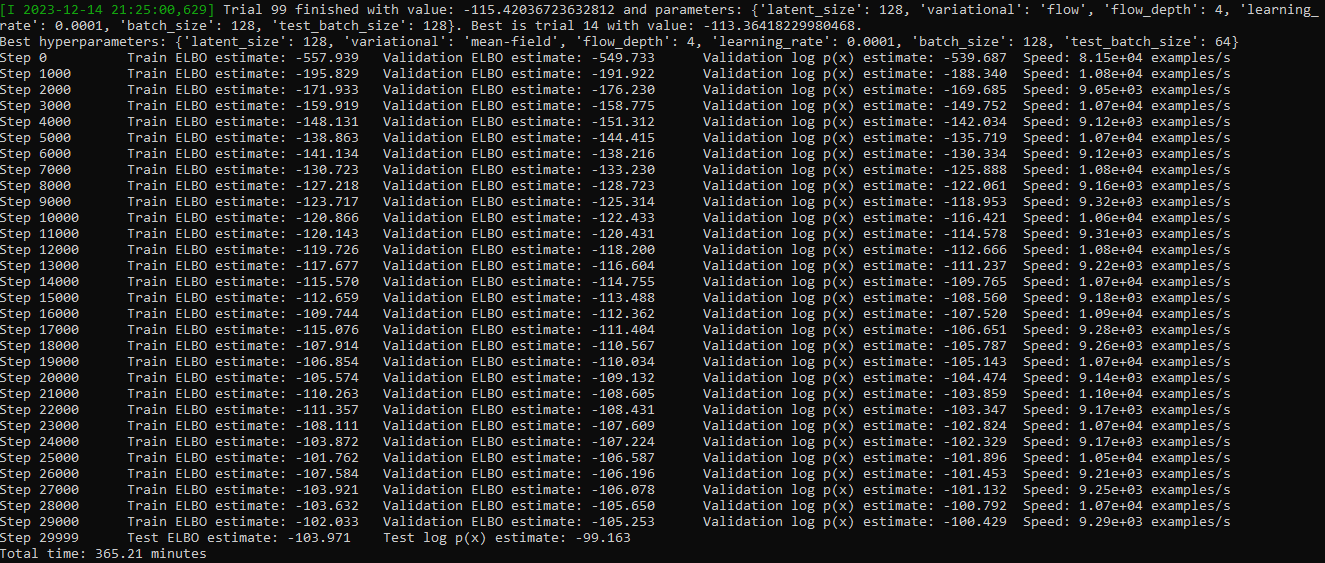 [I 2023-12-14 21:25:00,629] Trial 99 finished with value: -115.42036723632812 and parameters: {'latent_size': 128, 'variational': 'flow', 'flow_depth': 4, 'learning_
rate': 0.0001, 'batch_size': 128, 'test_batch_size': 128}. Best is trial 14 with value: -113.36418229980468.
Best hyperparameters: {'latent_size': 128, 'variational': 'mean-field', 'flow_depth': 4, 'learning_rate': 0.0001, 'batch_size': 128, 'test_batch_size': 64}
Step 0 Train ELBO estimate: -557.939 Validation ELBO estimate: -549.733 Validation log p(x) estimate: -539.687 Speed: 8.15e+04 examples/s
Step 1000 Train ELBO estimate: -195.829 Validation ELBO estimate: -191.922 Validation log p(x) estimate: -188.340 Speed: 1.08e+04 examples/s
Step 2000 Train ELBO estimate: -171.933 Validation ELBO estimate: -176.230 Validation log p(x) estimate: -169.685 Speed: 9.05e+03 examples/s
Step 3000 Train ELBO estimate: -159.919 Validation ELBO estimate: -158.775 Validation log p(x) estimate: -149.752 Speed: 1.07e+04 examples/s
Step 4000 Train ELBO estimate: -148.131 Validation ELBO estimate: -151.312 Validation log p(x) estimate: -142.034 Speed: 9.12e+03 examples/s
Step 5000 Train ELBO estimate: -138.863 Validation ELBO estimate: -144.415 Validation log p(x) estimate: -135.719 Speed: 1.07e+04 examples/s
Step 6000 Train ELBO estimate: -141.134 Validation ELBO estimate: -138.216 Validation log p(x) estimate: -130.334 Speed: 9.12e+03 examples/s
Step 7000 Train ELBO estimate: -130.723 Validation ELBO estimate: -133.230 Validation log p(x) estimate: -125.888 Speed: 1.08e+04 examples/s
Step 8000 Train ELBO estimate: -127.218 Validation ELBO estimate: -128.723 Validation log p(x) estimate: -122.061 Speed: 9.16e+03 examples/s
Step 9000 Train ELBO estimate: -123.717 Validation ELBO estimate: -125.314 Validation log p(x) estimate: -118.953 Speed: 9.32e+03 examples/s
Step 10000 Train ELBO estimate: -120.866 Validation ELBO estimate: -122.433 Validation log p(x) estimate: -116.421 Speed: 1.06e+04 examples/s
Step 11000 Train ELBO estimate: -120.143 Validation ELBO estimate: -120.431 Validation log p(x) estimate: -114.578 Speed: 9.31e+03 examples/s
Step 12000 Train ELBO estimate: -119.726 Validation ELBO estimate: -118.200 Validation log p(x) estimate: -112.666 Speed: 1.08e+04 examples/s
Step 13000 Train ELBO estimate: -117.677 Validation ELBO estimate: -116.604 Validation log p(x) estimate: -111.237 Speed: 9.22e+03 examples/s
Step 14000 Train ELBO estimate: -115.570 Validation ELBO estimate: -114.755 Validation log p(x) estimate: -109.765 Speed: 1.07e+04 examples/s
Step 15000 Train ELBO estimate: -112.659 Validation ELBO estimate: -113.488 Validation log p(x) estimate: -108.560 Speed: 9.18e+03 examples/s
Step 16000 Train ELBO estimate: -109.744 Validation ELBO estimate: -112.362 Validation log p(x) estimate: -107.520 Speed: 1.09e+04 examples/s
Step 17000 Train ELBO estimate: -115.076 Validation ELBO estimate: -111.404 Validation log p(x) estimate: -106.651 Speed: 9.28e+03 examples/s
Step 18000 Train ELBO estimate: -107.914 Validation ELBO estimate: -110.567 Validation log p(x) estimate: -105.787 Speed: 9.26e+03 examples/s
Step 19000 Train ELBO estimate: -106.854 Validation ELBO estimate: -110.034 Validation log p(x) estimate: -105.143 Speed: 1.07e+04 examples/s
Step 20000 Train ELBO estimate: -105.574 Validation ELBO estimate: -109.132 Validation log p(x) estimate: -104.474 Speed: 9.14e+03 examples/s
Step 21000 Train ELBO estimate: -110.263 Validation ELBO estimate: -108.605 Validation log p(x) estimate: -103.859 Speed: 1.10e+04 examples/s
Step 22000 Train ELBO estimate: -111.357 Validation ELBO estimate: -108.431 Validation log p(x) estimate: -103.347 Speed: 9.17e+03 examples/s
Step 23000 Train ELBO estimate: -108.111 Validation ELBO estimate: -107.609 Validation log p(x) estimate: -102.824 Speed: 1.07e+04 examples/s
Step 24000 Train ELBO estimate: -103.872 Validation ELBO estimate: -107.224 Validation log p(x) estimate: -102.329 Speed: 9.17e+03 examples/s
Step 25000 Train ELBO estimate: -101.762 Validation ELBO estimate: -106.587 Validation log p(x) estimate: -101.896 Speed: 1.05e+04 examples/s
Step 26000 Train ELBO estimate: -107.584 Validation ELBO estimate: -106.196 Validation log p(x) estimate: -101.453 Speed: 9.21e+03 examples/s
Step 27000 Train ELBO estimate: -103.921 Validation ELBO estimate: -106.078 Validation log p(x) estimate: -101.132 Speed: 9.25e+03 examples/s
Step 28000 Train ELBO estimate: -103.632 Validation ELBO estimate: -105.650 Validation log p(x) estimate: -100.792 Speed: 1.07e+04 examples/s
Step 29000 Train ELBO estimate: -102.033 Validation ELBO estimate: -105.253 Validation log p(x) estimate: -100.429 Speed: 9.29e+03 examples/s
Step 29999 Test ELBO estimate: -103.971 Test log p(x) estimate: -99.163
Total time: 365.21 minutes